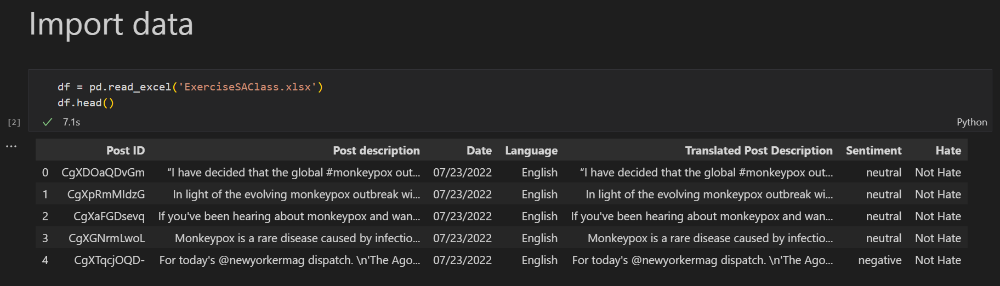 Import data
df = pd.read_excel('ExerciseSAClass.xlsx')
df.head()
[2] 7.1s Python
Post ID Post description Date Language Translated Post Description Sentiment Hate
0 CgXDOaQDvGm “I have decided that the global #monkeypox out... 07/23/2022 English “I have decided that the global #monkeypox out... neutral Not Hate
1 CgXpRmMIdzG In light of the evolving monkeypox outbreak wi... 07/23/2022 English In light of the evolving monkeypox outbreak wi... neutral Not Hate
2 CgXaFGDsevq If you've been hearing about monkeypox and wan... 07/23/2022 English If you've been hearing about monkeypox and wan... neutral Not Hate
3 CgXGNrmLwoL Monkeypox is a rare disease caused by infectio... 07/23/2022 English Monkeypox is a rare disease caused by infectio... neutral Not Hate
4 CgXTqcjOQD- For today's @newyorkermag dispatch. \n'The Ago... 07/23/2022 English For today's @newyorkermag dispatch. \n'The Ago... negative Not Hate